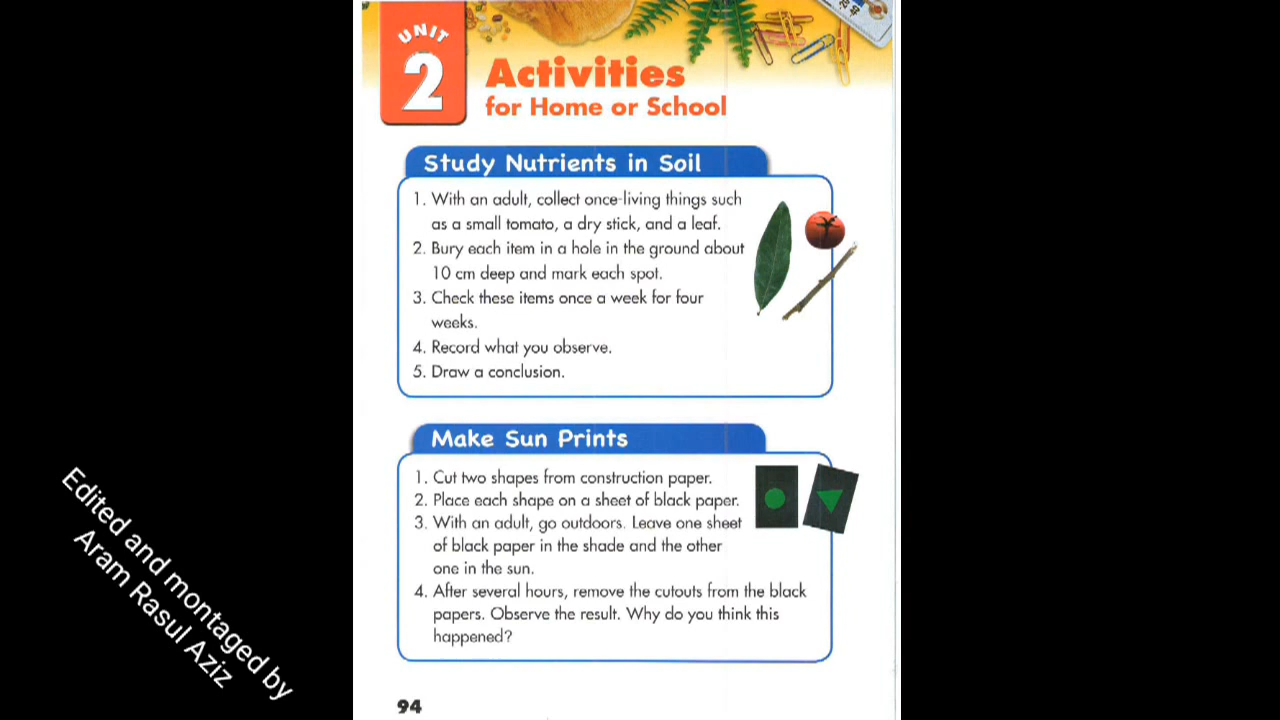 UNIT
2
Activities
for Home or School
Study Nutrients in Soil
1. With an adult, collect once-living things such
as a small tomato, a dry stick, and a leaf.
2. Bury each item in a hole in the ground about
10 cm deep and mark each spot.
3. Check these items once a week for four
weeks.
4. Record what you observe.
5. Draw a conclusion.
Make Sun Prints
1. Cut two shapes from construction paper.
2. Place each shape on a sheet of black paper.
3. With an adult, go outdoors. Leave one sheet
of black paper in the shade and the other
one in the sun.
4. After several hours, remove the cutouts from the black
papers. Observe the result. Why do you think this
happened?
94
Edited and montaged by
Aram Rasul Aziz